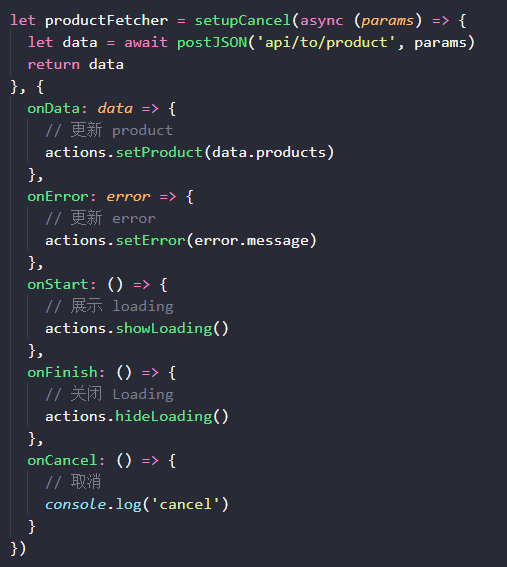 let productFetcher = setupCancel(async (params) => {
  let data = await postJSON('api/to/product', params)
  return data
}, {
  onData: data => {
    // 更新 product
    actions.setProduct(data.products)
  },
  onError: error => {
    // 更新 error
    actions.setError(error.message)
  },
  onStart: () => {
    // 展示 loading
    actions.showLoading()
  },
  onFinish: () => {
    // 关闭 Loading
    actions.hideLoading()
  },
  onCancel: () => {
    // 取消
    console.log('cancel')
  }
})